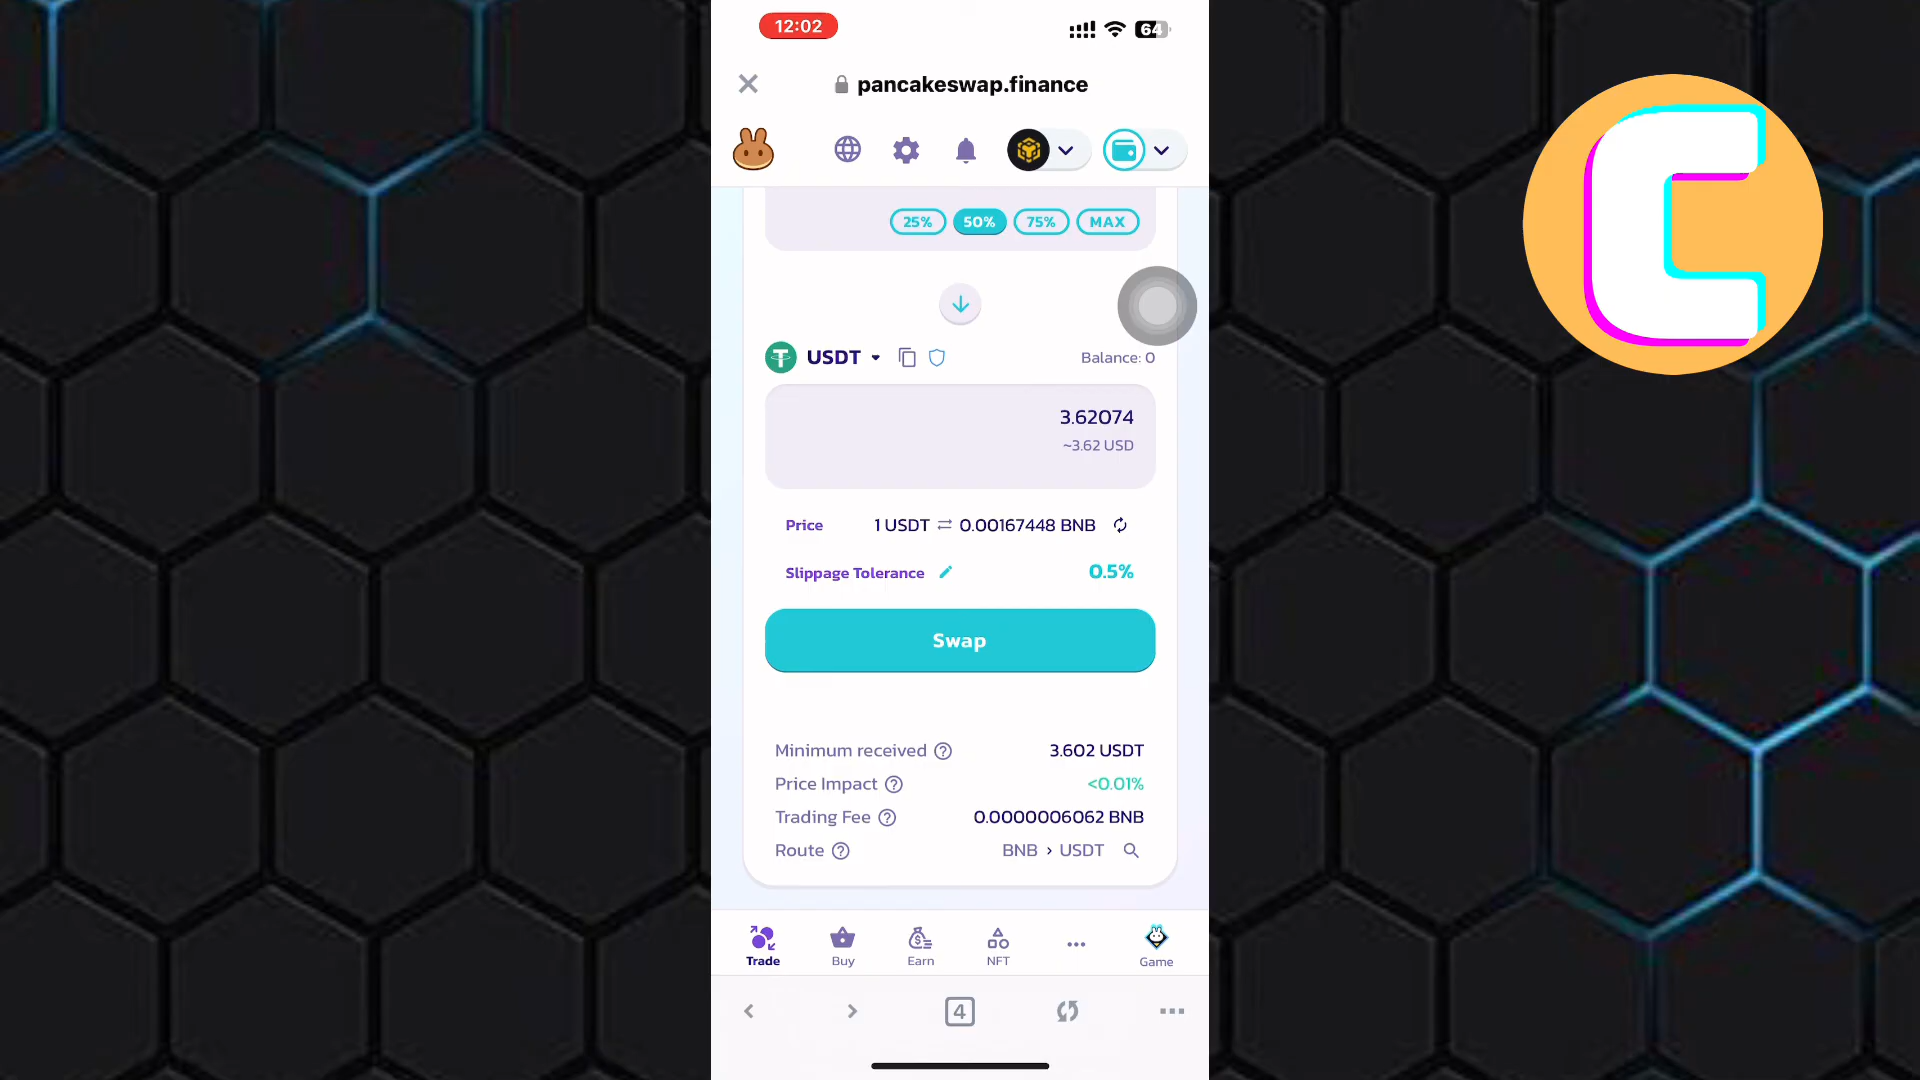 12:02
64
pancakeswap.finance
25% 50% 75% MAX
USDT Balance: 0
3.62074
~3.62 USD
Price 1 USDT ⇄ 0.00167448 BNB
Slippage Tolerance 0.5%
Swap
Minimum received 3.602 USDT
Price Impact <0.01%
Trading Fee 0.0000006062 BNB
Route BNB > USDT
Trade Buy Earn NFT ... Game
4
C